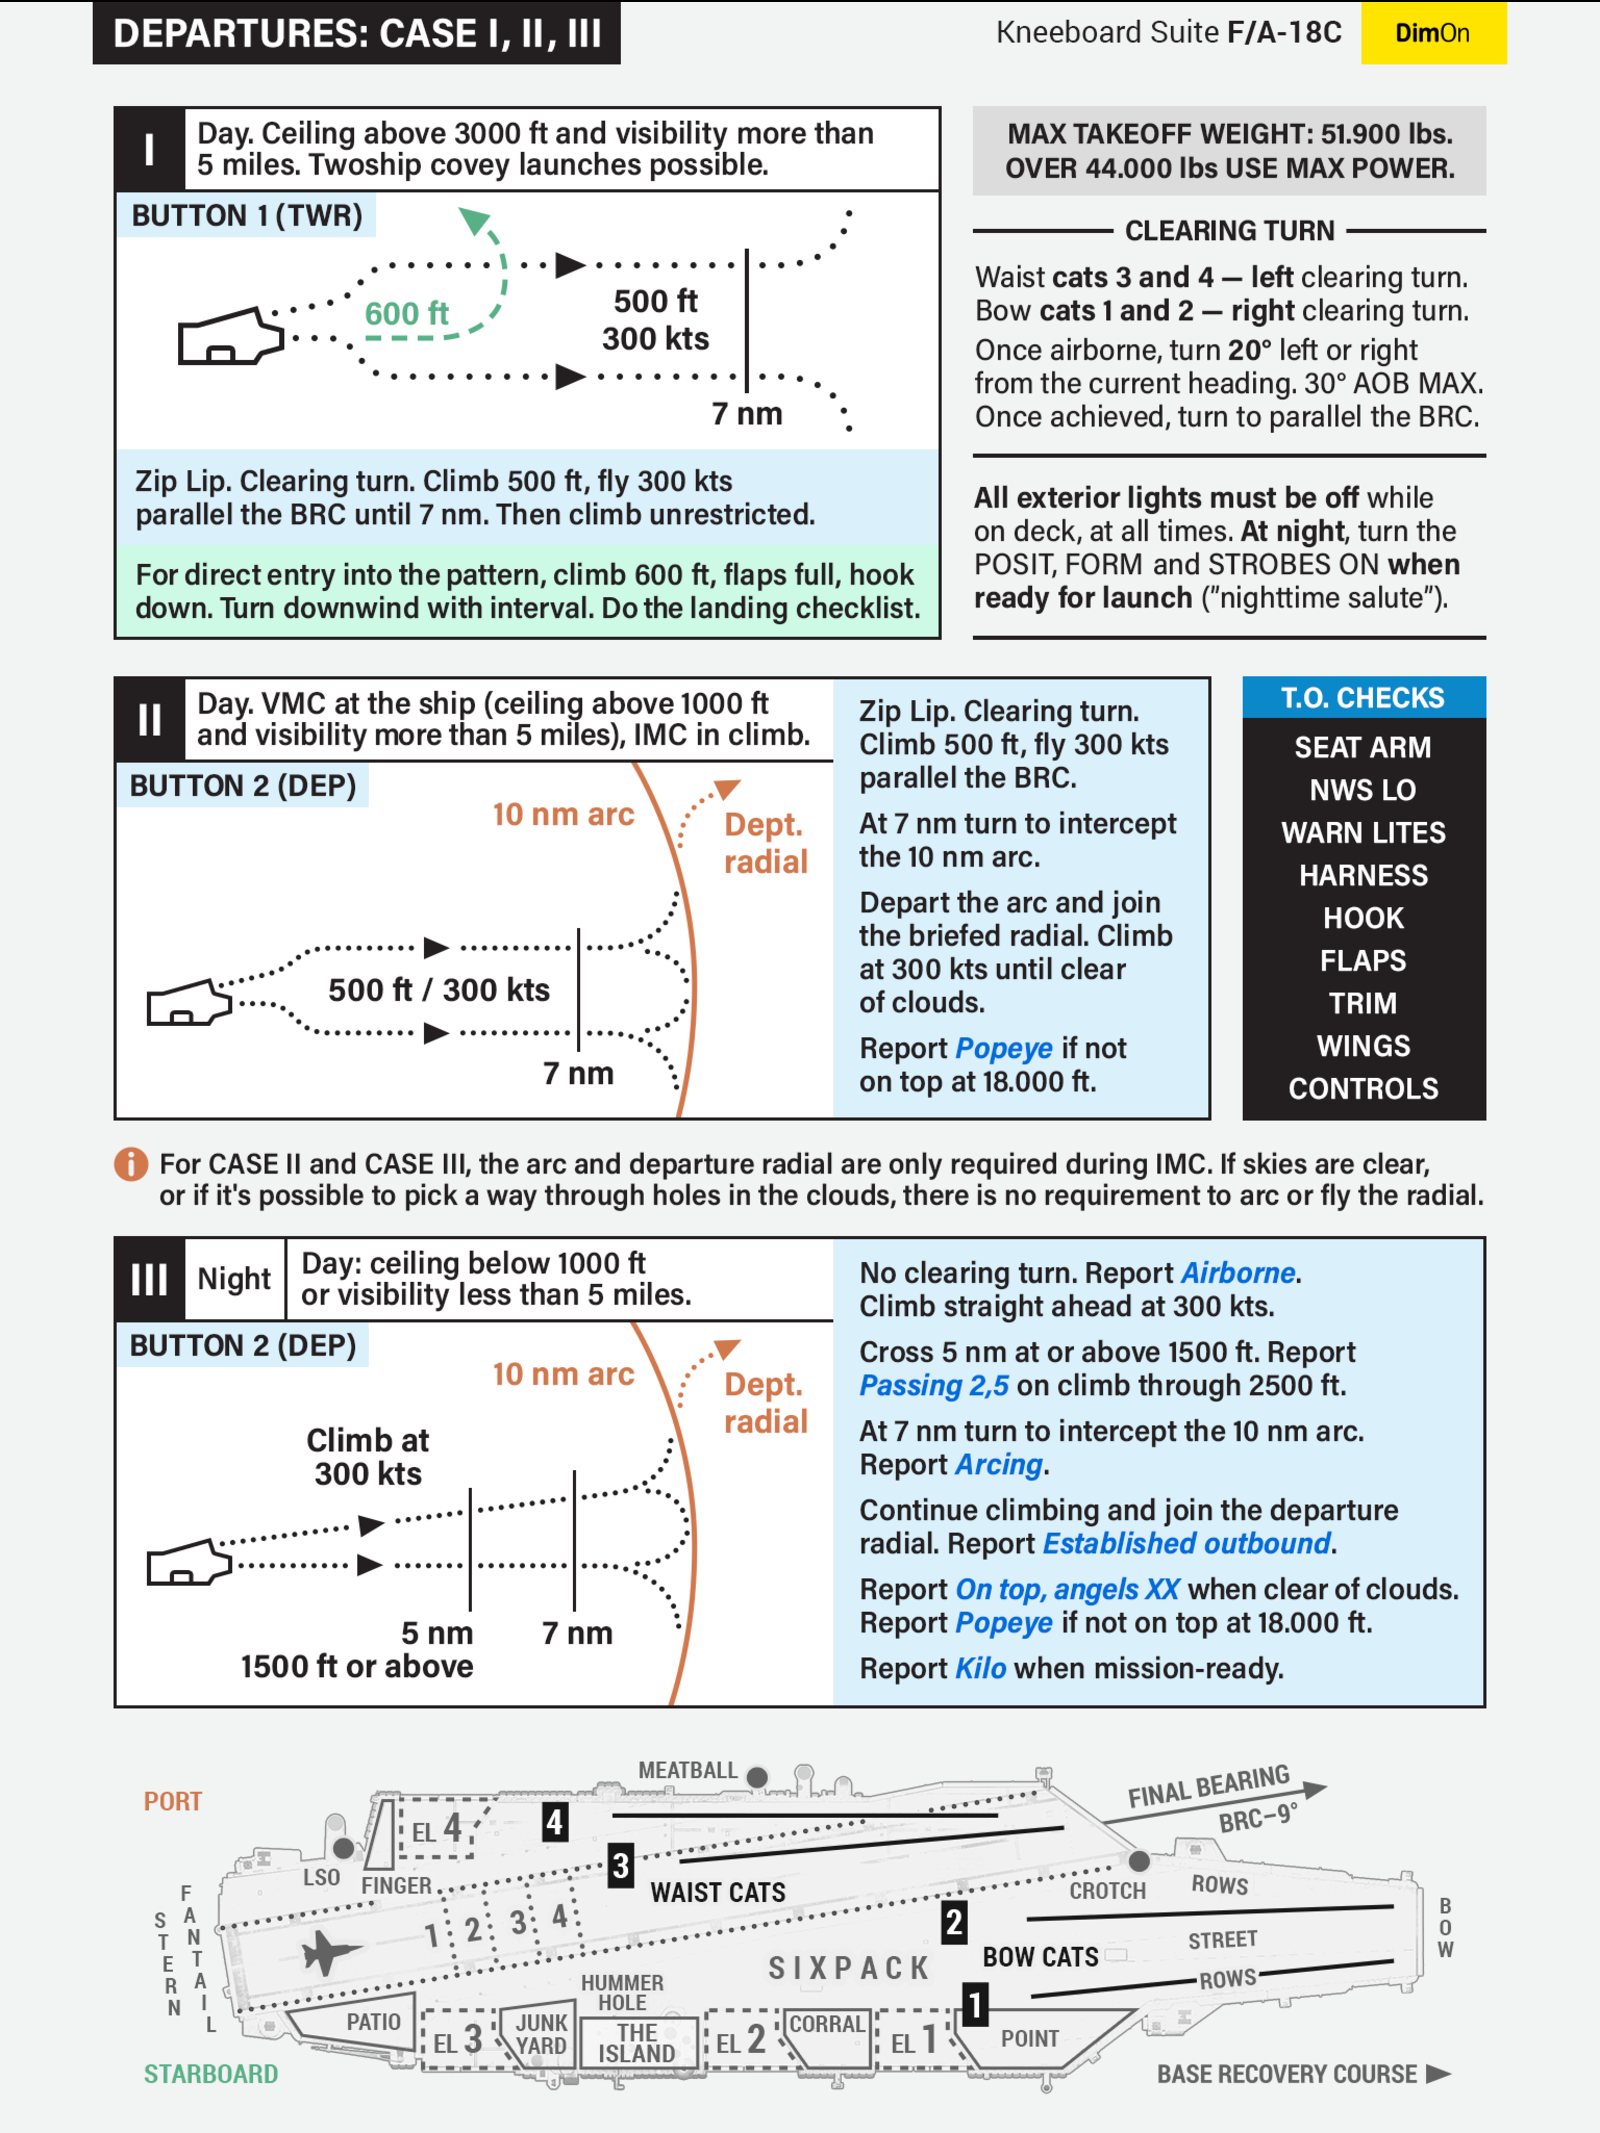 DEPARTURES: CASE I, II, III
Kneeboard Suite F/A-18C
DimOn
I
Day. Ceiling above 3000 ft and visibility more than
5 miles. Twoship covey launches possible.
BUTTON 1 (TWR)
600 ft
500 ft
300 kts
7 nm
Zip Lip. Clearing turn. Climb 500 ft, fly 300 kts
parallel the BRC until 7 nm. Then climb unrestricted.
For direct entry into the pattern, climb 600 ft, flaps full, hook
down. Turn downwind with interval. Do the landing checklist.
MAX TAKEOFF WEIGHT: 51.900 lbs.
OVER 44.000 lbs USE MAX POWER.
CLEARING TURN
Waist cats 3 and 4 – left clearing turn.
Bow cats 1 and 2 – right clearing turn.
Once airborne, turn 20° left or right
from the current heading. 30° AOB MAX.
Once achieved, turn to parallel the BRC.
All exterior lights must be off while
on deck, at all times. At night, turn the
POSIT, FORM and STROBES ON when
ready for launch ("nighttime salute").
II
Day. VMC at the ship (ceiling above 1000 ft
and visibility more than 5 miles), IMC in climb.
BUTTON 2 (DEP)
10 nm arc
Dept.
radial
500 ft / 300 kts
7 nm
Zip Lip. Clearing turn.
Climb 500 ft, fly 300 kts
parallel the BRC.
At 7 nm turn to intercept
the 10 nm arc.
Depart the arc and join
the briefed radial. Climb
at 300 kts until clear
of clouds.
Report Popeye if not
on top at 18.000 ft.
T.O. CHECKS
SEAT ARM
NWS LO
WARN LITES
HARNESS
HOOK
FLAPS
TRIM
WINGS
CONTROLS
i
For CASE II and CASE III, the arc and departure radial are only required during IMC. If skies are clear,
or if it's possible to pick a way through holes in the clouds, there is no requirement to arc or fly the radial.
III
Night
Day: ceiling below 1000 ft
or visibility less than 5 miles.
BUTTON 2 (DEP)
10 nm arc
Dept.
radial
Climb at
300 kts
5 nm
7 nm
1500 ft or above
No clearing turn. Report Airborne.
Climb straight ahead at 300 kts.
Cross 5 nm at or above 1500 ft. Report
Passing 2,5 on climb through 2500 ft.
At 7 nm turn to intercept the 10 nm arc.
Report Arcing.
Continue climbing and join the departure
radial. Report Established outbound.
Report On top, angels XX when clear of clouds.
Report Popeye if not on top at 18.000 ft.
Report Kilo when mission-ready.
PORT
MEATBALL
FINAL BEARING
BRC–9°
EL 4
4
LSO
FINGER
3
WAIST CATS
CROTCH
ROWS
STERN
FANTAIL
1 2 3 4
2
BOW CATS
STREET
BOW
SIXPACK
ROWS
HUMMER
HOLE
1
PATIO
EL 3
JUNK
YARD
THE
ISLAND
EL 2
CORRAL
EL 1
POINT
STARBOARD
BASE RECOVERY COURSE